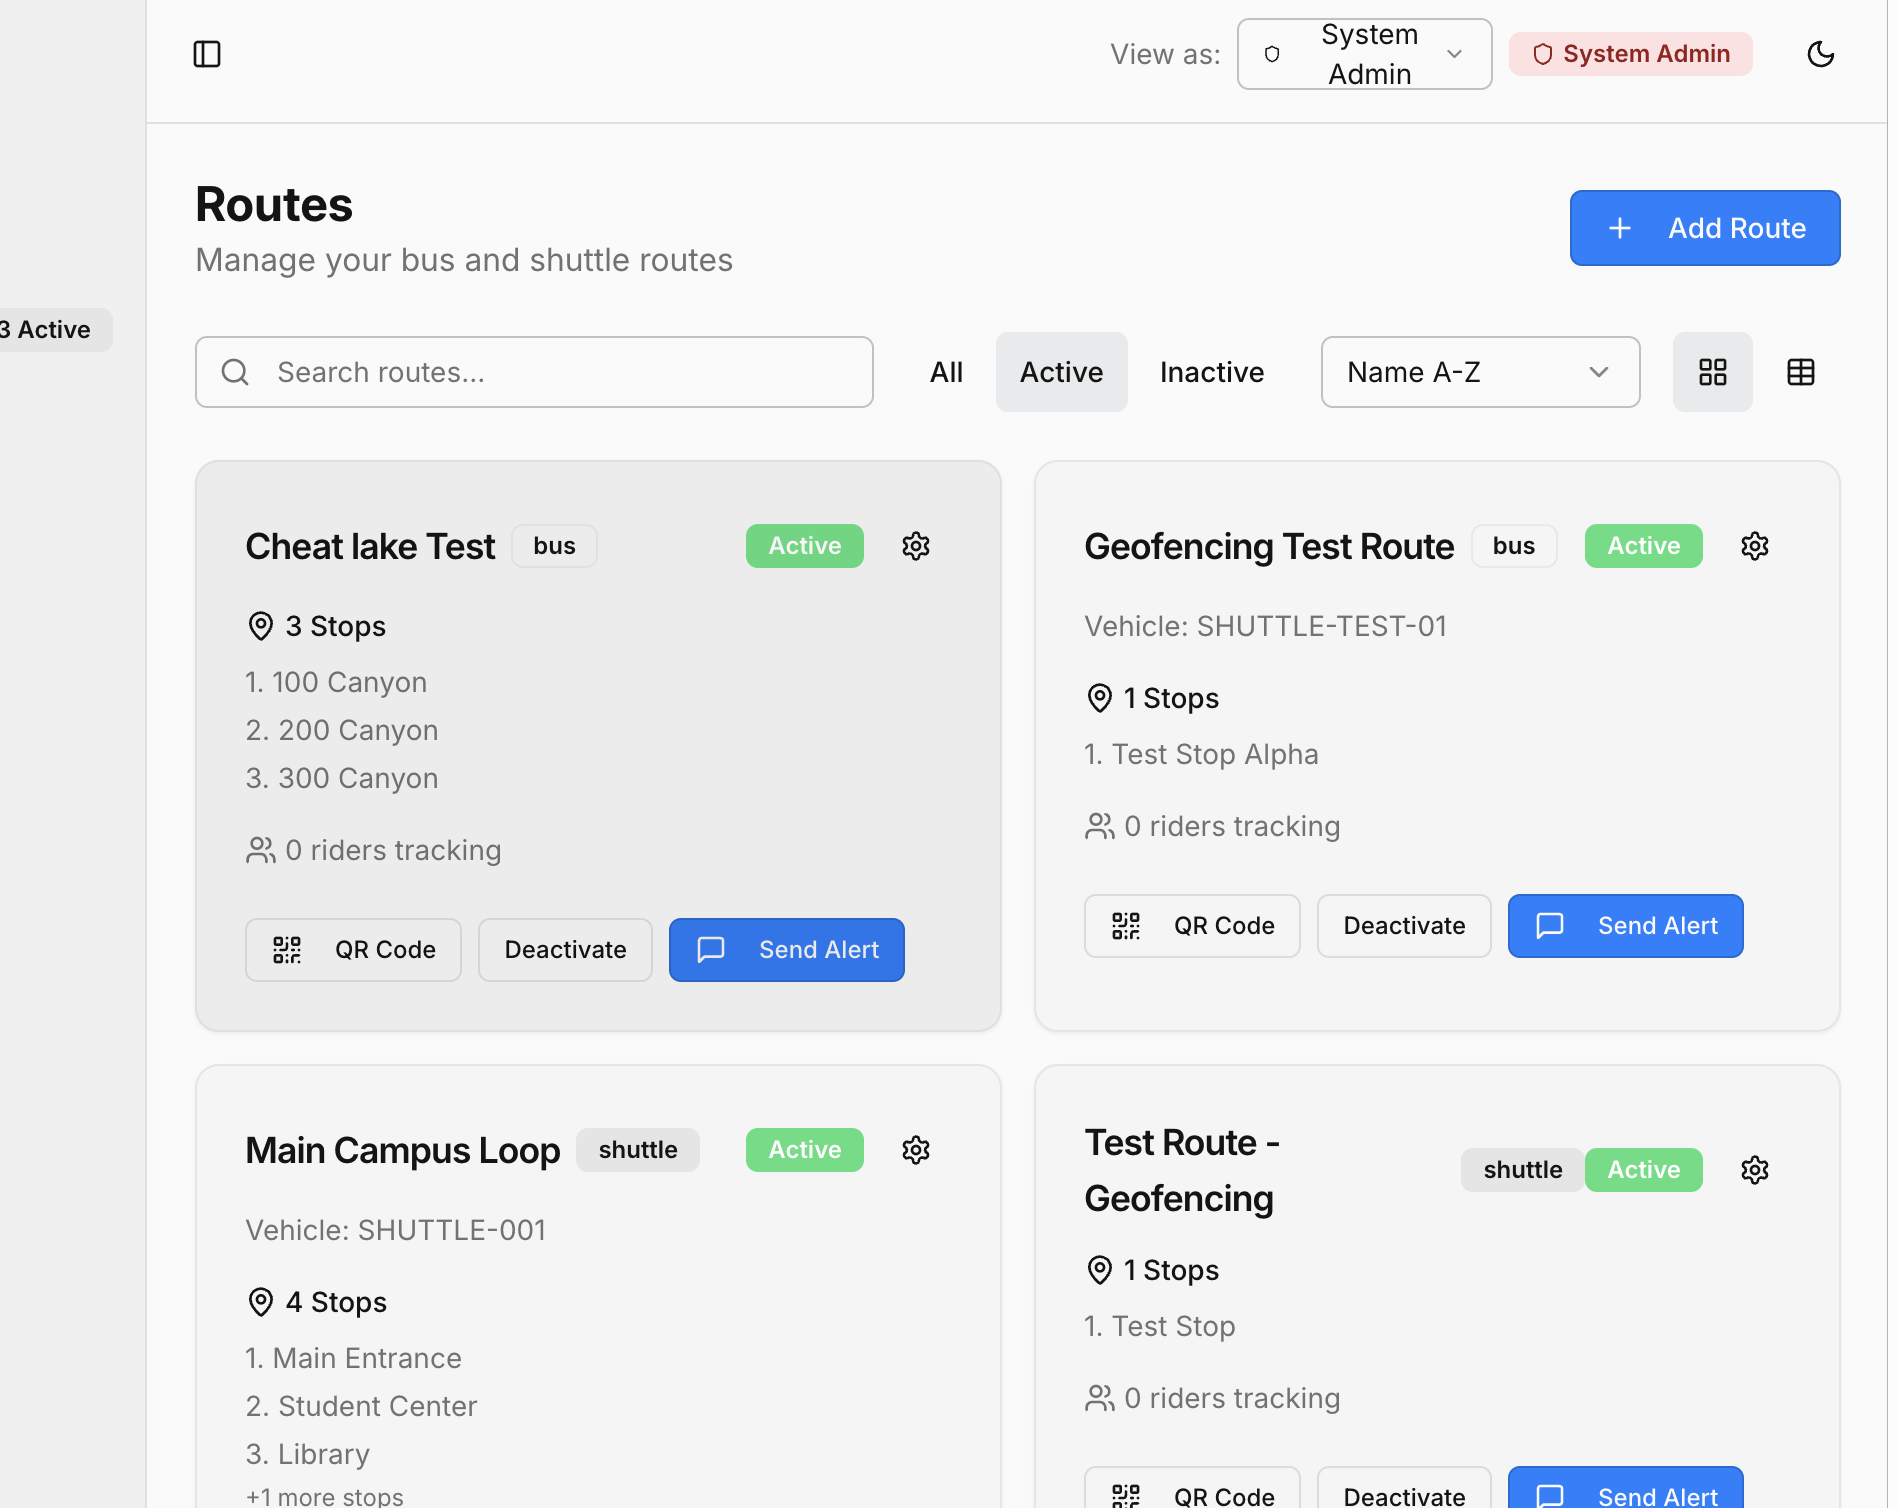 View as:
System
Admin
System Admin
Routes
Manage your bus and shuttle routes
Add Route
3 Active
Search routes...
All
Active
Inactive
Name A-Z
Cheat lake Test
bus
Active
3 Stops
1. 100 Canyon
2. 200 Canyon
3. 300 Canyon
0 riders tracking
QR Code
Deactivate
Send Alert
Geofencing Test Route
bus
Active
Vehicle: SHUTTLE-TEST-01
1 Stops
1. Test Stop Alpha
0 riders tracking
QR Code
Deactivate
Send Alert
Main Campus Loop
shuttle
Active
Vehicle: SHUTTLE-001
4 Stops
1. Main Entrance
2. Student Center
3. Library
+1 more stops
Test Route -
Geofencing
shuttle
Active
1 Stops
1. Test Stop
0 riders tracking
QR Code
Deactivate
Send Alert